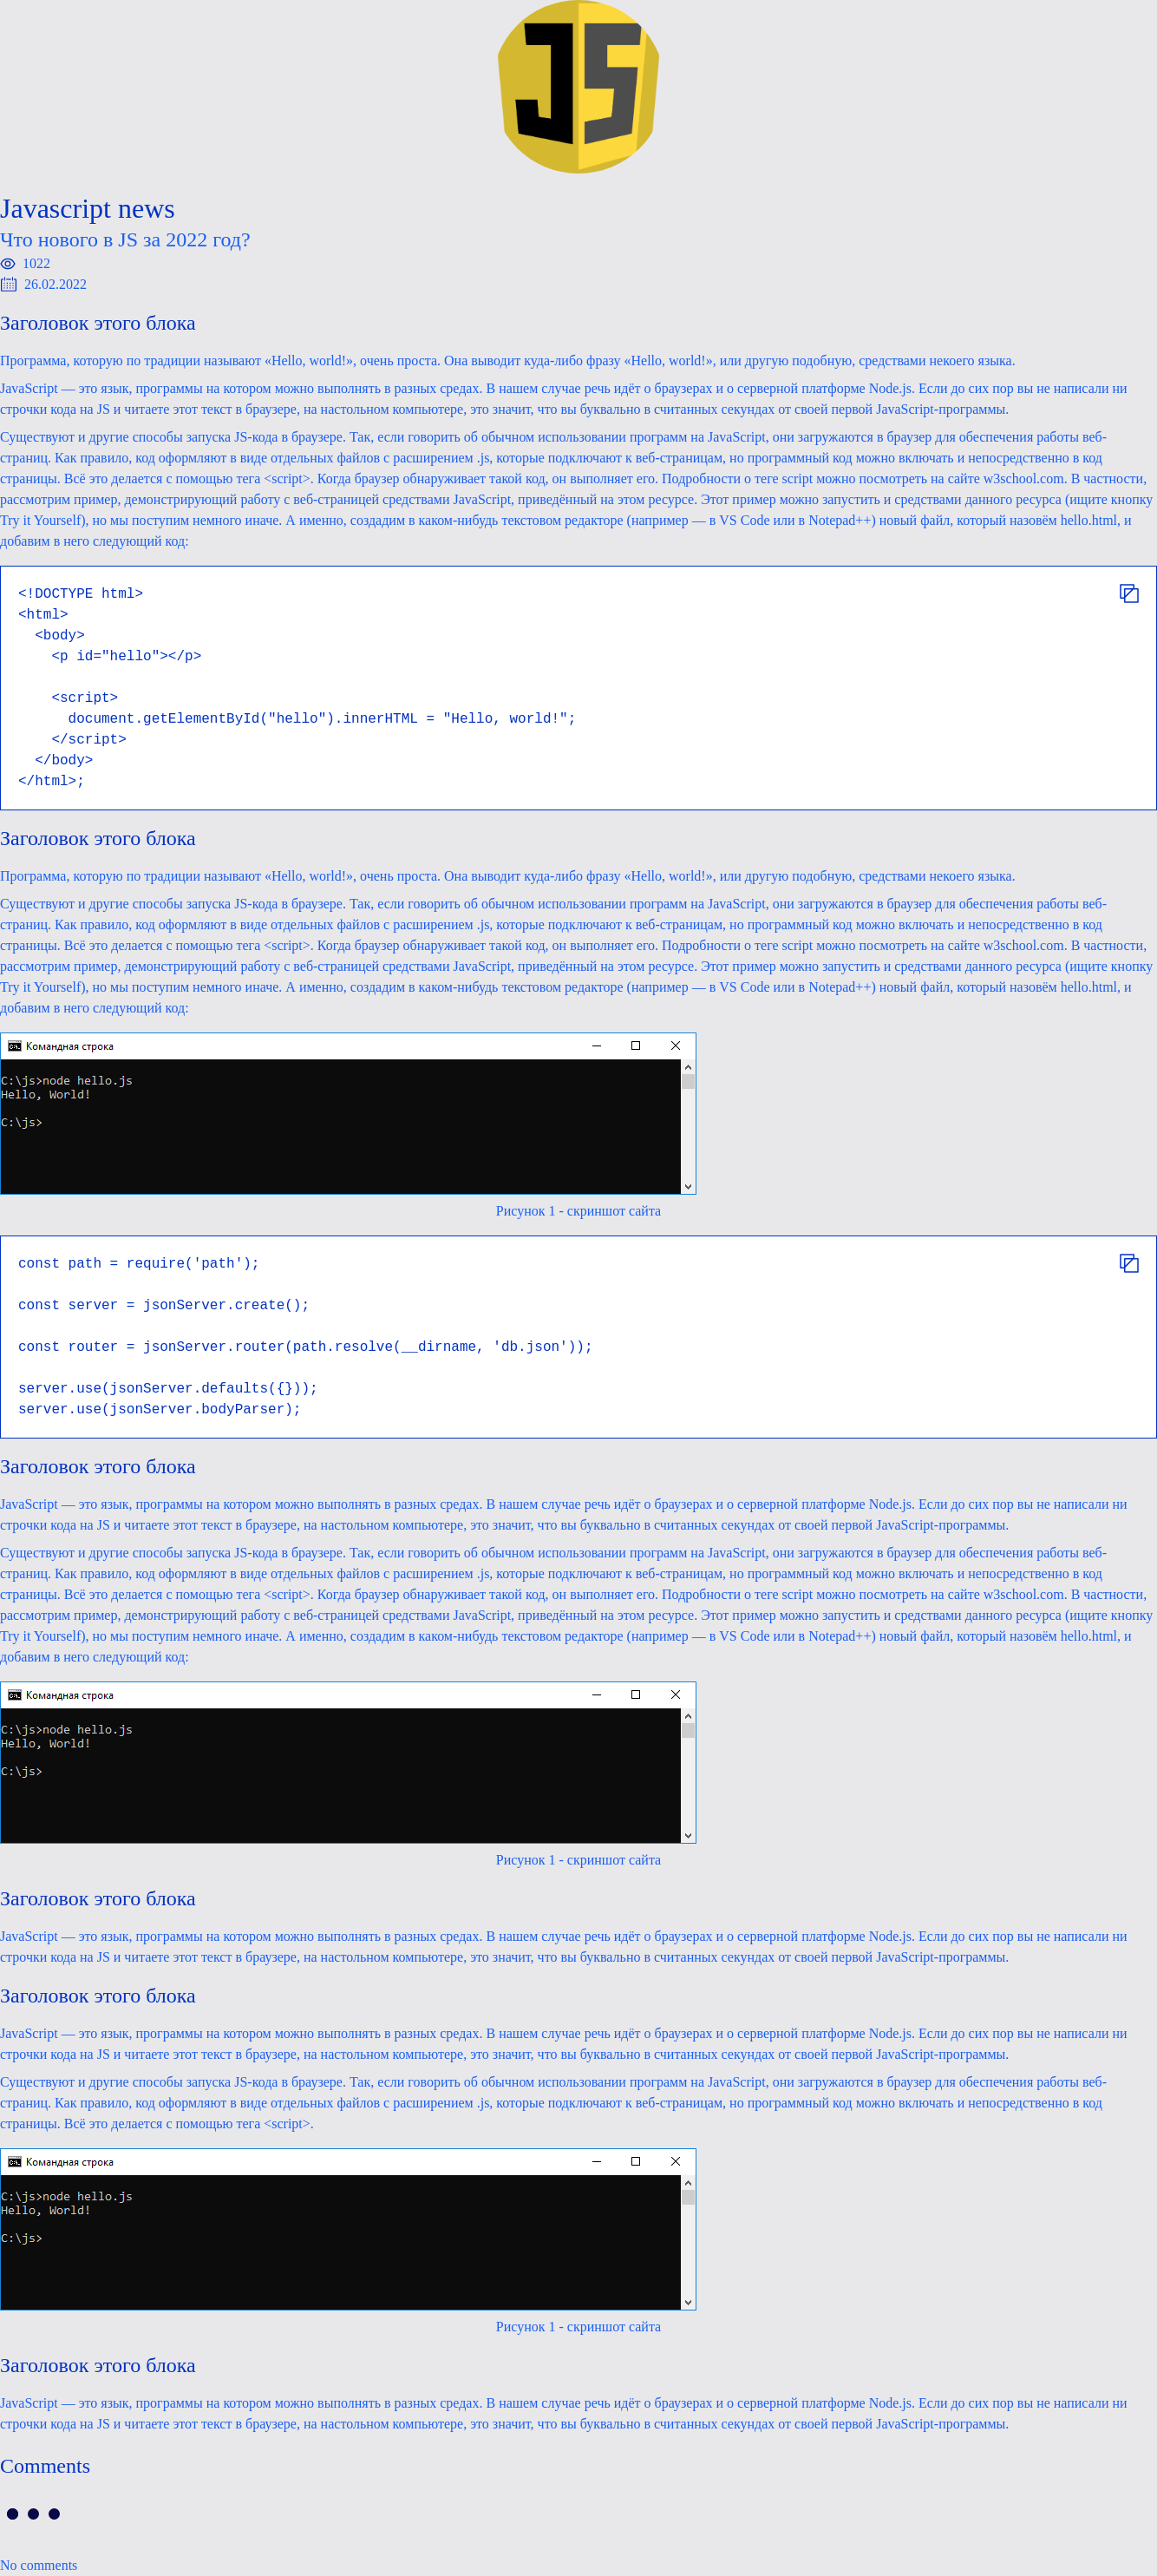 JS
Javascript news
Что нового в JS за 2022 год?
1022
26.02.2022
Заголовок этого блока
Программа, которую по традиции называют «Hello, world!», очень проста. Она выводит куда-либо фразу «Hello, world!», или другую подобную, средствами некоего языка.
JavaScript — это язык, программы на котором можно выполнять в разных средах. В нашем случае речь идёт о браузерах и о серверной платформе Node.js. Если до сих пор вы не написали ни
строчки кода на JS и читаете этот текст в браузере, на настольном компьютере, это значит, что вы буквально в считанных секундах от своей первой JavaScript-программы.
Существуют и другие способы запуска JS-кода в браузере. Так, если говорить об обычном использовании программ на JavaScript, они загружаются в браузер для обеспечения работы веб-
страниц. Как правило, код оформляют в виде отдельных файлов с расширением .js, которые подключают к веб-страницам, но программный код можно включать и непосредственно в код
страницы. Всё это делается с помощью тега <script>. Когда браузер обнаруживает такой код, он выполняет его. Подробности о теге script можно посмотреть на сайте w3school.com. В частности,
рассмотрим пример, демонстрирующий работу с веб-страницей средствами JavaScript, приведённый на этом ресурсе. Этот пример можно запустить и средствами данного ресурса (ищите кнопку
Try it Yourself), но мы поступим немного иначе. А именно, создадим в каком-нибудь текстовом редакторе (например — в VS Code или в Notepad++) новый файл, который назовём hello.html, и
добавим в него следующий код:
<!DOCTYPE html>
<html>
  <body>
    <p id="hello"></p>
    <script>
      document.getElementById("hello").innerHTML = "Hello, world!";
    </script>
  </body>
</html>;
Заголовок этого блока
Программа, которую по традиции называют «Hello, world!», очень проста. Она выводит куда-либо фразу «Hello, world!», или другую подобную, средствами некоего языка.
Существуют и другие способы запуска JS-кода в браузере. Так, если говорить об обычном использовании программ на JavaScript, они загружаются в браузер для обеспечения работы веб-
страниц. Как правило, код оформляют в виде отдельных файлов с расширением .js, которые подключают к веб-страницам, но программный код можно включать и непосредственно в код
страницы. Всё это делается с помощью тега <script>. Когда браузер обнаруживает такой код, он выполняет его. Подробности о теге script можно посмотреть на сайте w3school.com. В частности,
рассмотрим пример, демонстрирующий работу с веб-страницей средствами JavaScript, приведённый на этом ресурсе. Этот пример можно запустить и средствами данного ресурса (ищите кнопку
Try it Yourself), но мы поступим немного иначе. А именно, создадим в каком-нибудь текстовом редакторе (например — в VS Code или в Notepad++) новый файл, который назовём hello.html, и
добавим в него следующий код:
Командная строка
C:\js>node hello.js
Hello, World!
C:\js>
Рисунок 1 - скриншот сайта
const path = require('path');
const server = jsonServer.create();
const router = jsonServer.router(path.resolve(__dirname, 'db.json'));
server.use(jsonServer.defaults({}));
server.use(jsonServer.bodyParser);
Заголовок этого блока
JavaScript — это язык, программы на котором можно выполнять в разных средах. В нашем случае речь идёт о браузерах и о серверной платформе Node.js. Если до сих пор вы не написали ни
строчки кода на JS и читаете этот текст в браузере, на настольном компьютере, это значит, что вы буквально в считанных секундах от своей первой JavaScript-программы.
Существуют и другие способы запуска JS-кода в браузере. Так, если говорить об обычном использовании программ на JavaScript, они загружаются в браузер для обеспечения работы веб-
страниц. Как правило, код оформляют в виде отдельных файлов с расширением .js, которые подключают к веб-страницам, но программный код можно включать и непосредственно в код
страницы. Всё это делается с помощью тега <script>. Когда браузер обнаруживает такой код, он выполняет его. Подробности о теге script можно посмотреть на сайте w3school.com. В частности,
рассмотрим пример, демонстрирующий работу с веб-страницей средствами JavaScript, приведённый на этом ресурсе. Этот пример можно запустить и средствами данного ресурса (ищите кнопку
Try it Yourself), но мы поступим немного иначе. А именно, создадим в каком-нибудь текстовом редакторе (например — в VS Code или в Notepad++) новый файл, который назовём hello.html, и
добавим в него следующий код:
Командная строка
C:\js>node hello.js
Hello, World!
C:\js>
Рисунок 1 - скриншот сайта
Заголовок этого блока
JavaScript — это язык, программы на котором можно выполнять в разных средах. В нашем случае речь идёт о браузерах и о серверной платформе Node.js. Если до сих пор вы не написали ни
строчки кода на JS и читаете этот текст в браузере, на настольном компьютере, это значит, что вы буквально в считанных секундах от своей первой JavaScript-программы.
Заголовок этого блока
JavaScript — это язык, программы на котором можно выполнять в разных средах. В нашем случае речь идёт о браузерах и о серверной платформе Node.js. Если до сих пор вы не написали ни
строчки кода на JS и читаете этот текст в браузере, на настольном компьютере, это значит, что вы буквально в считанных секундах от своей первой JavaScript-программы.
Существуют и другие способы запуска JS-кода в браузере. Так, если говорить об обычном использовании программ на JavaScript, они загружаются в браузер для обеспечения работы веб-
страниц. Как правило, код оформляют в виде отдельных файлов с расширением .js, которые подключают к веб-страницам, но программный код можно включать и непосредственно в код
страницы. Всё это делается с помощью тега <script>.
Командная строка
C:\js>node hello.js
Hello, World!
C:\js>
Рисунок 1 - скриншот сайта
Заголовок этого блока
JavaScript — это язык, программы на котором можно выполнять в разных средах. В нашем случае речь идёт о браузерах и о серверной платформе Node.js. Если до сих пор вы не написали ни
строчки кода на JS и читаете этот текст в браузере, на настольном компьютере, это значит, что вы буквально в считанных секундах от своей первой JavaScript-программы.
Comments
No comments